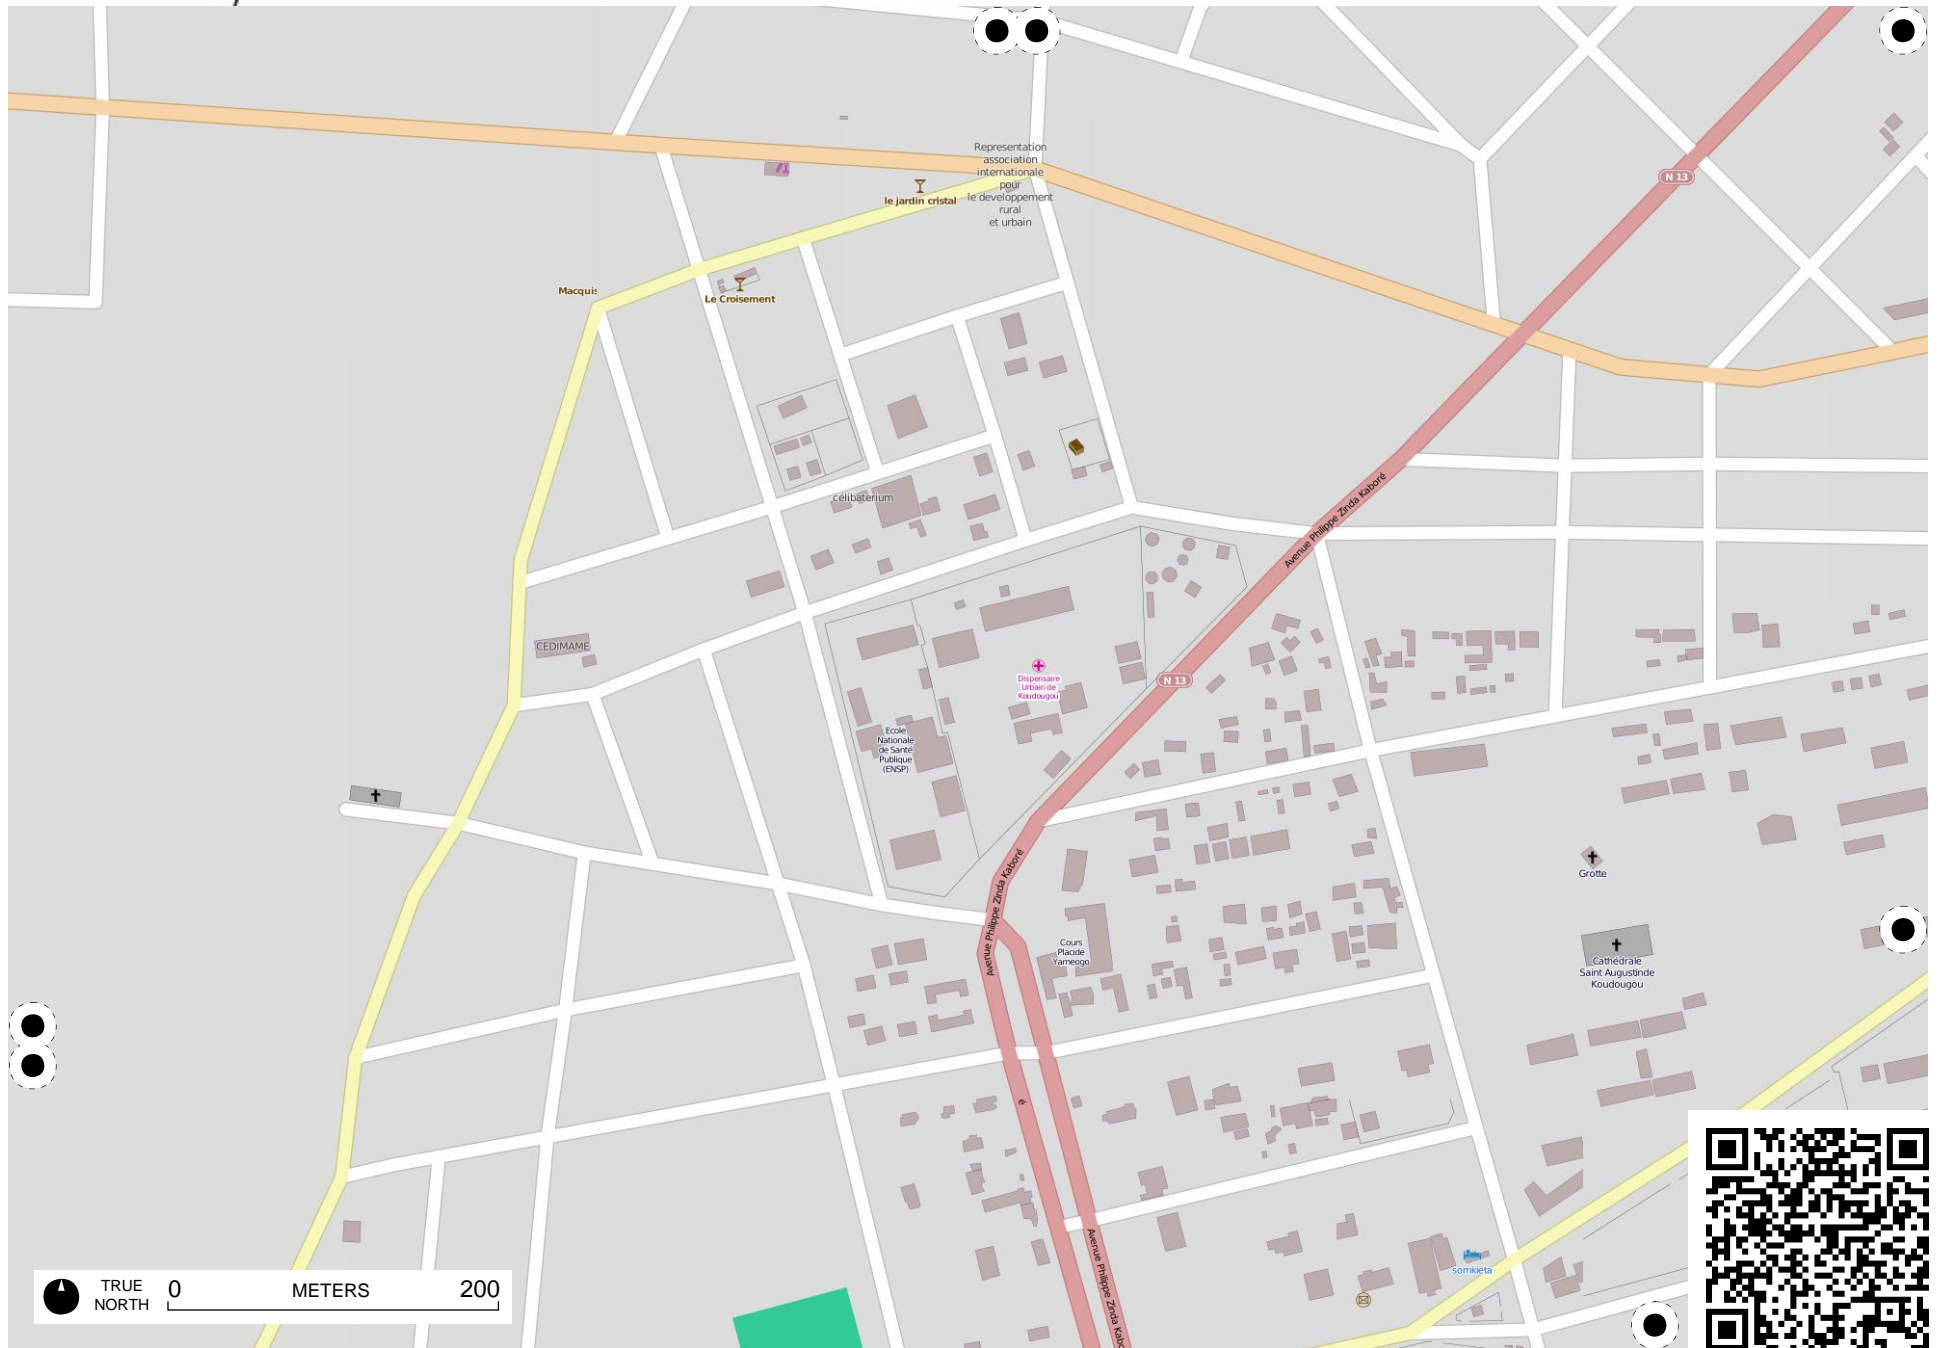 Representation
association
internationale
pour
le developpement
rural
et urbain
N 13
le jardin cristal
Macquis
Le Croisement
célibaterium
Avenue Philippe Zinda Kaboré
CEDIMAME
Dispensaire
Urbain de
Koudougou
N 13
Ecole
Nationale
de Santé
Publique
(ENSP)
Avenue Philippe Zinda Kaboré
Grotte
Cours
Placide
Yameogo
Cathédrale
Saint Augustinde
Koudougou
é
Avenue Philippe Zinda Kabo
somkieta
TRUE
NORTH
0 METERS 200